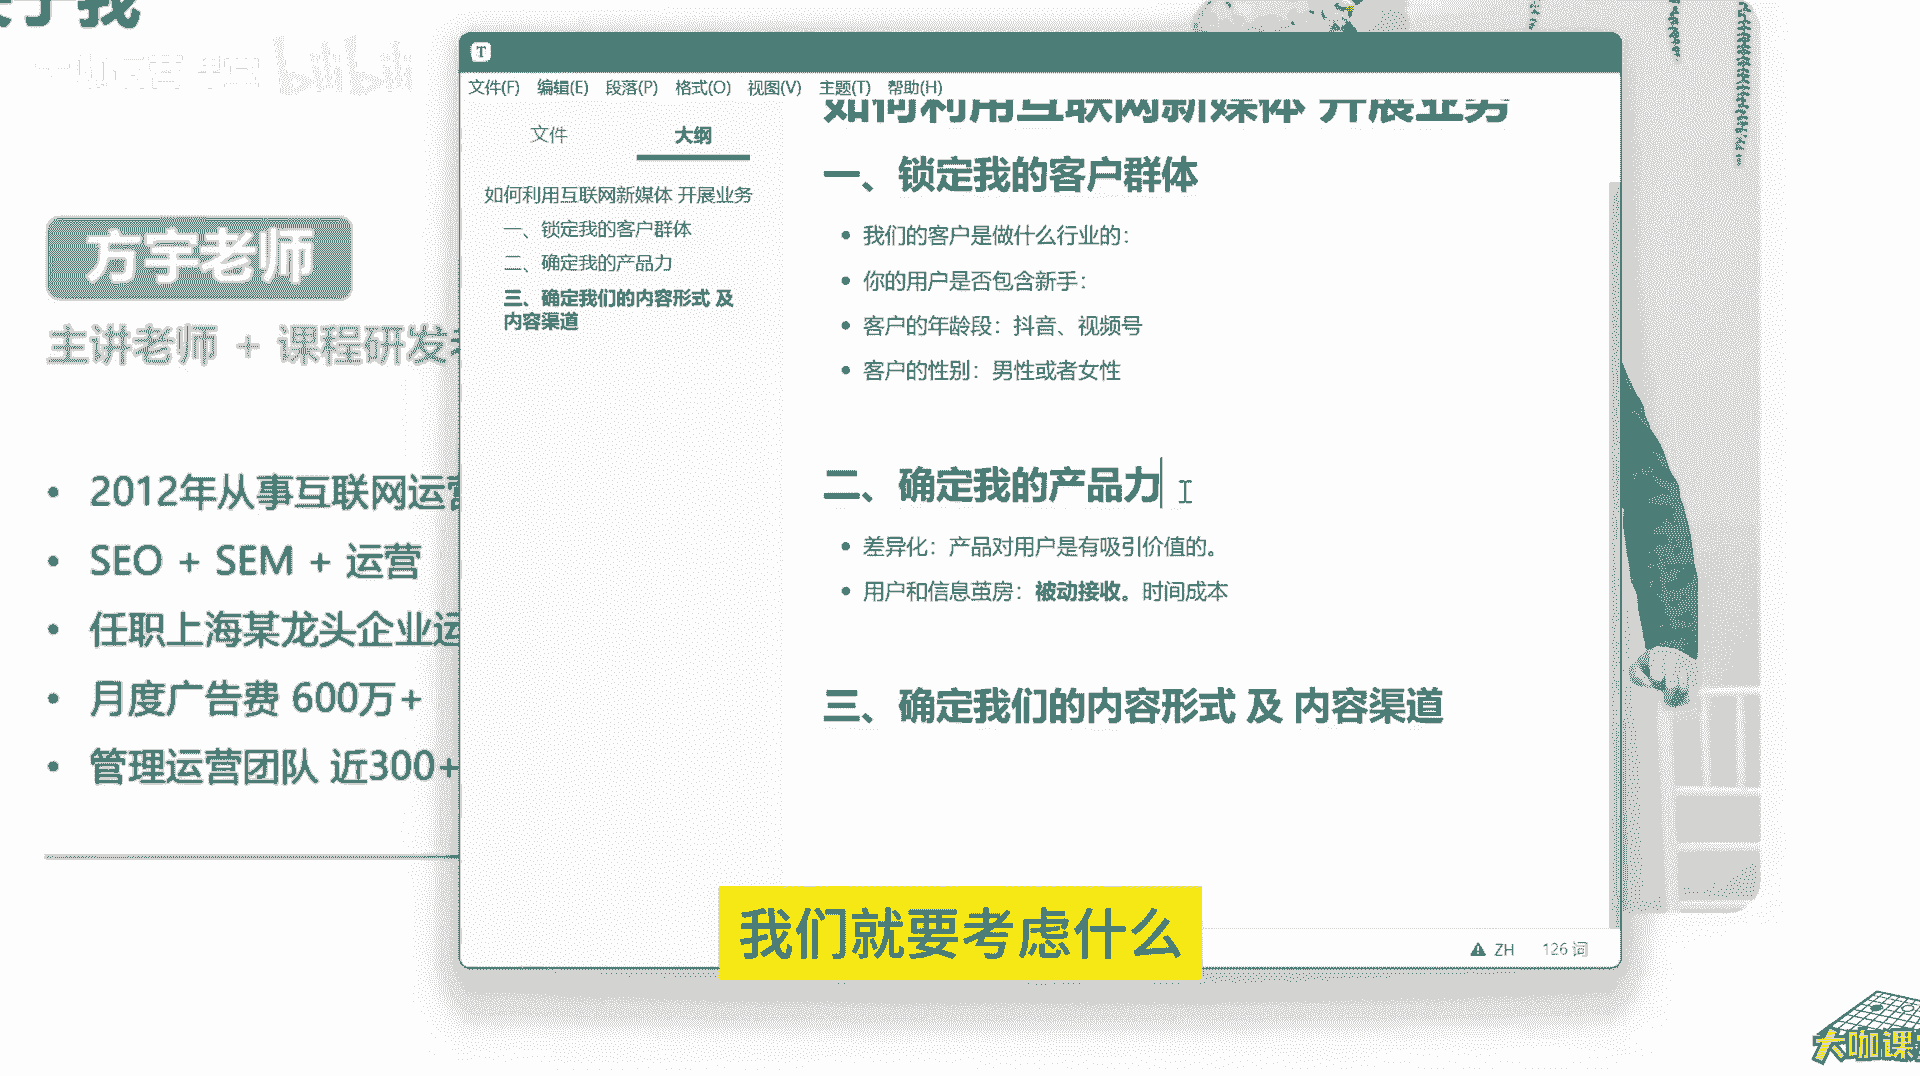 于我
bilibili
方宇老师
主讲老师 + 课程研发
• 2012年从事互联网运营
• SEO + SEM + 运营
• 任职上海某龙头企业运
• 月度广告费 600万+
• 管理运营团队 近300+
T
文件(F) 编辑(E) 段落(P) 格式(O) 视图(V) 主题(T) 帮助(H)
文件 大纲
如何利用互联网新媒体 开展业务
一、锁定我的客户群体
二、确定我的产品力
三、确定我们的内容形式 及
内容渠道
如何利用互联网新媒体 开展业务
一、锁定我的客户群体
• 我们的客户是做什么行业的：
• 你的用户是否包含新手：
• 客户的年龄段：抖音、视频号
• 客户的性别：男性或者女性
二、确定我的产品力
• 差异化：产品对用户是有吸引价值的。
• 用户和信息茧房：被动接收。时间成本
三、确定我们的内容形式 及 内容渠道
ZH 126 词
我们就要考虑什么
大咖课